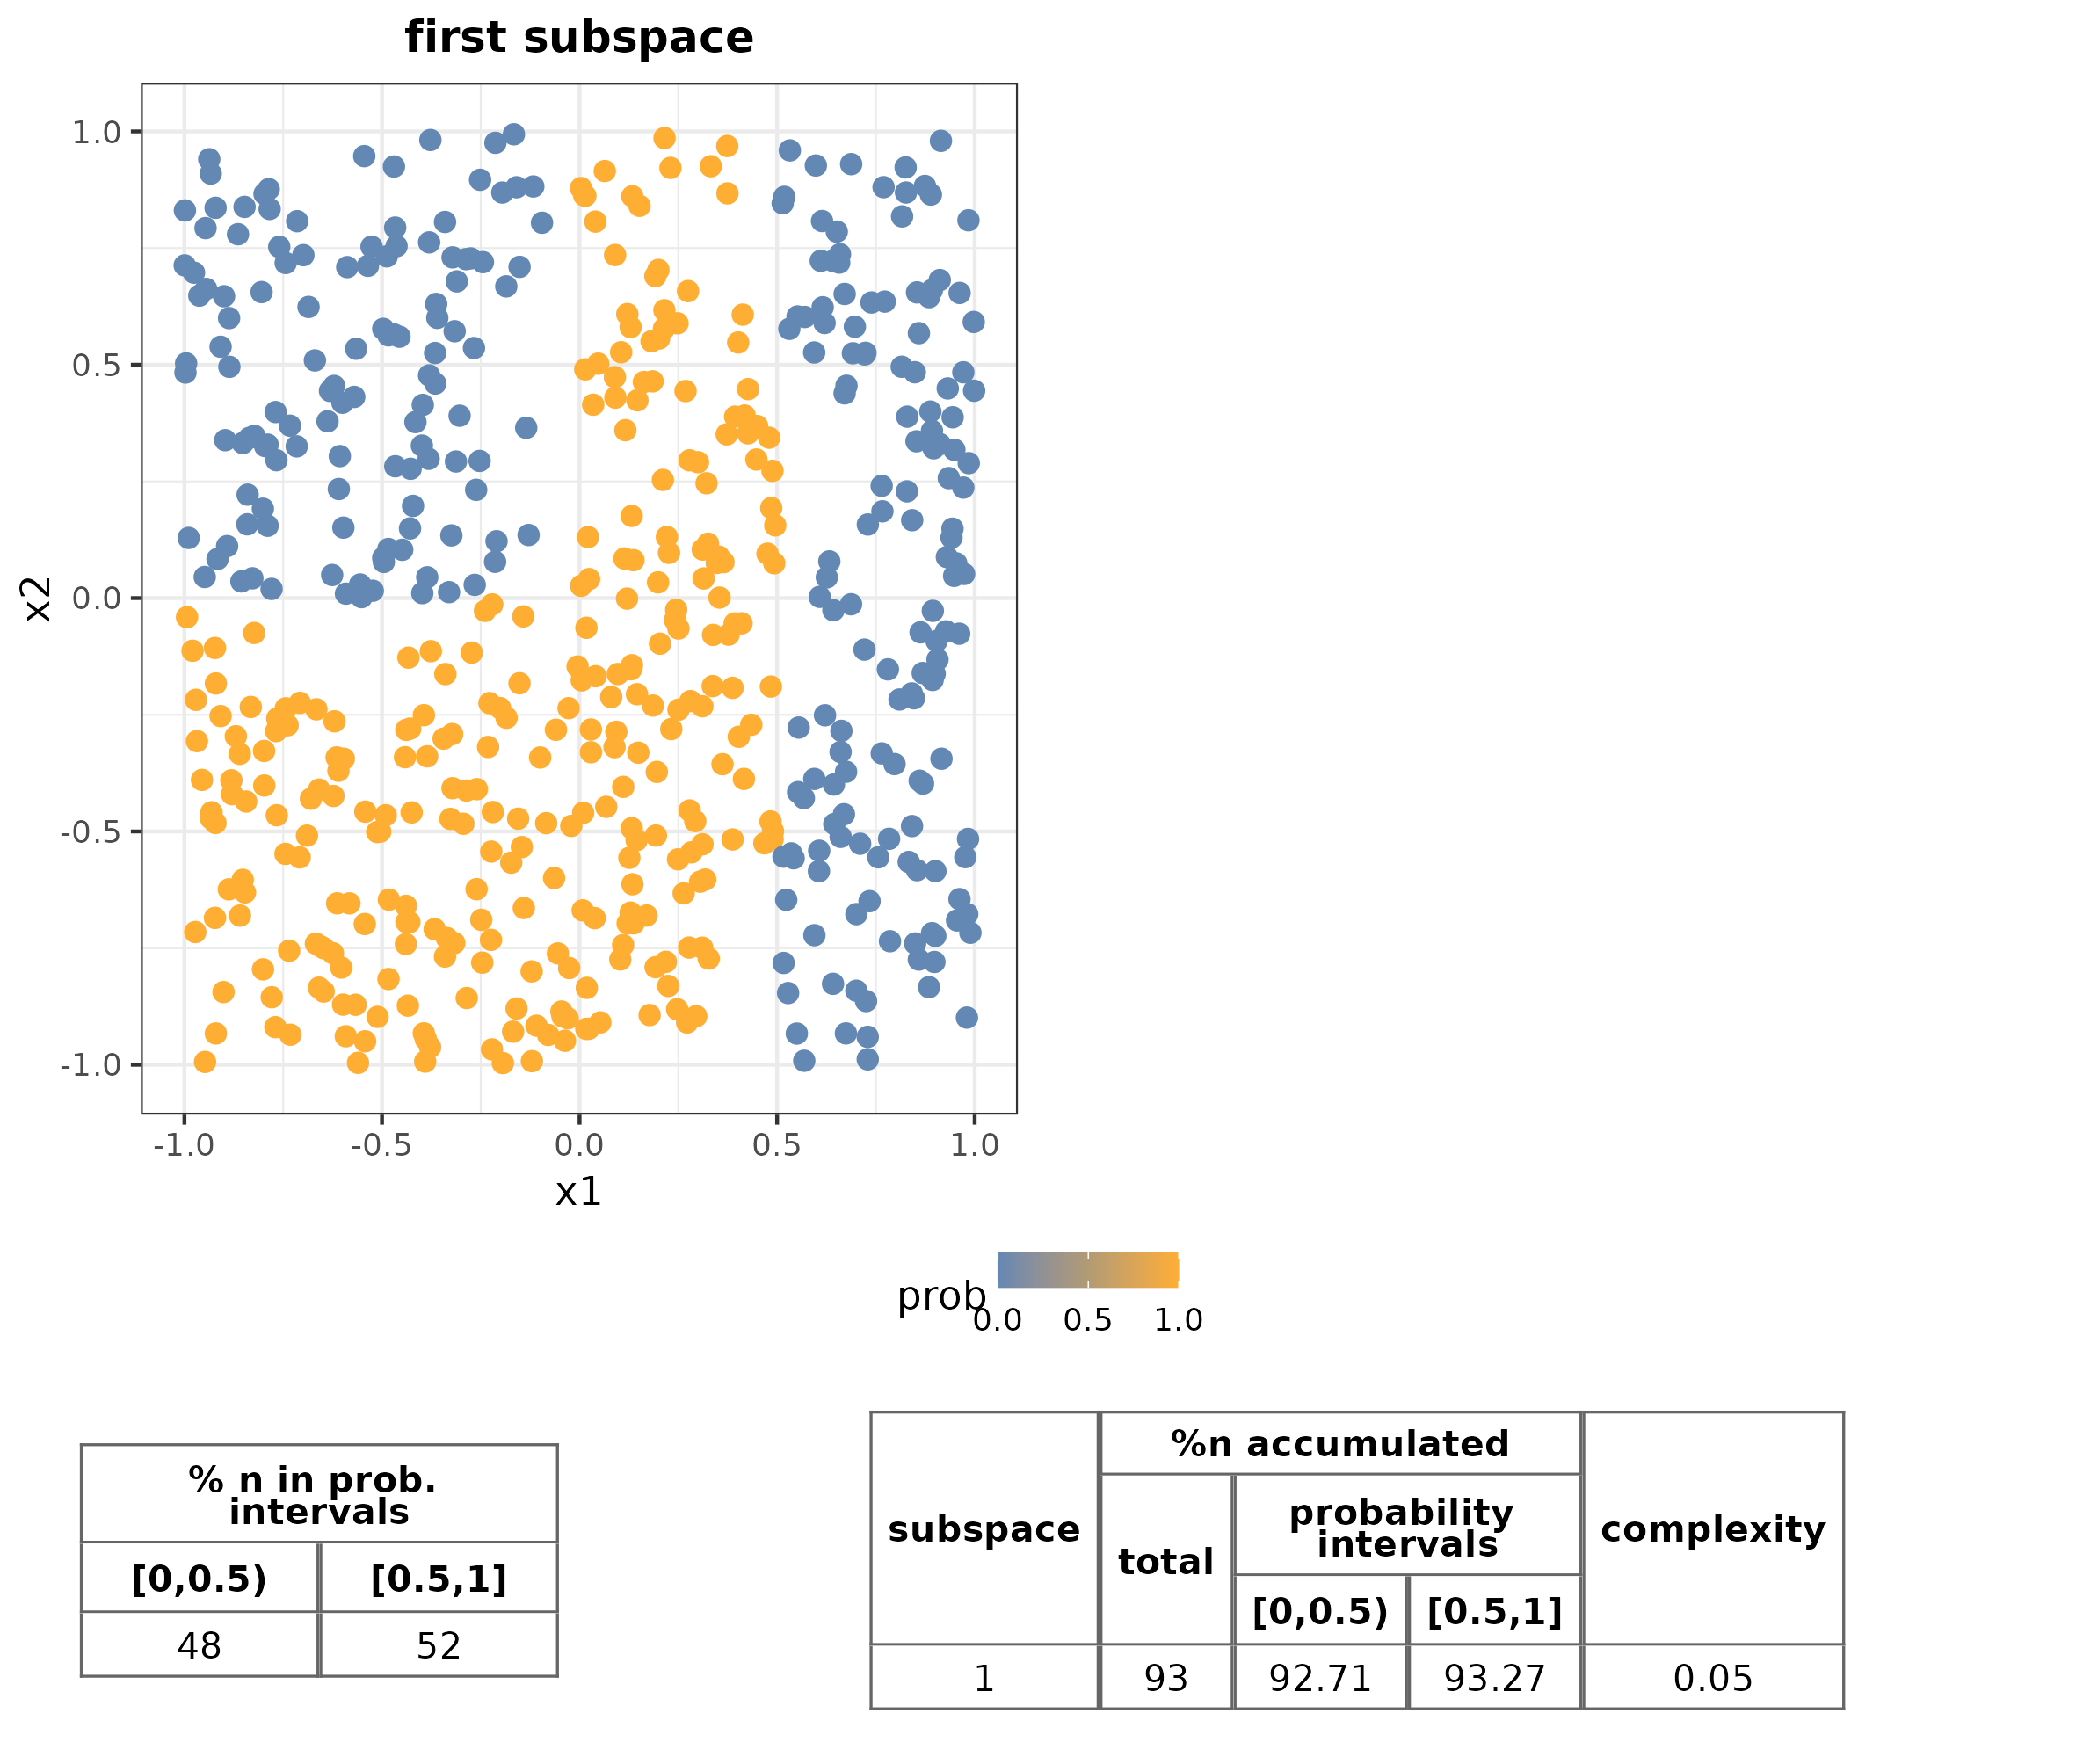 first subspace
1.0
0.5
0.0
-0.5
-1.0
x2
-1.0 -0.5 0.0 0.5 1.0
x1
prob
0.0 0.5 1.0
% n in prob.
intervals
[0,0.5) [0.5,1]
48 52
%n accumulated
subspace
total
probability
intervals
complexity
[0,0.5) [0.5,1]
1 93 92.71 93.27 0.05